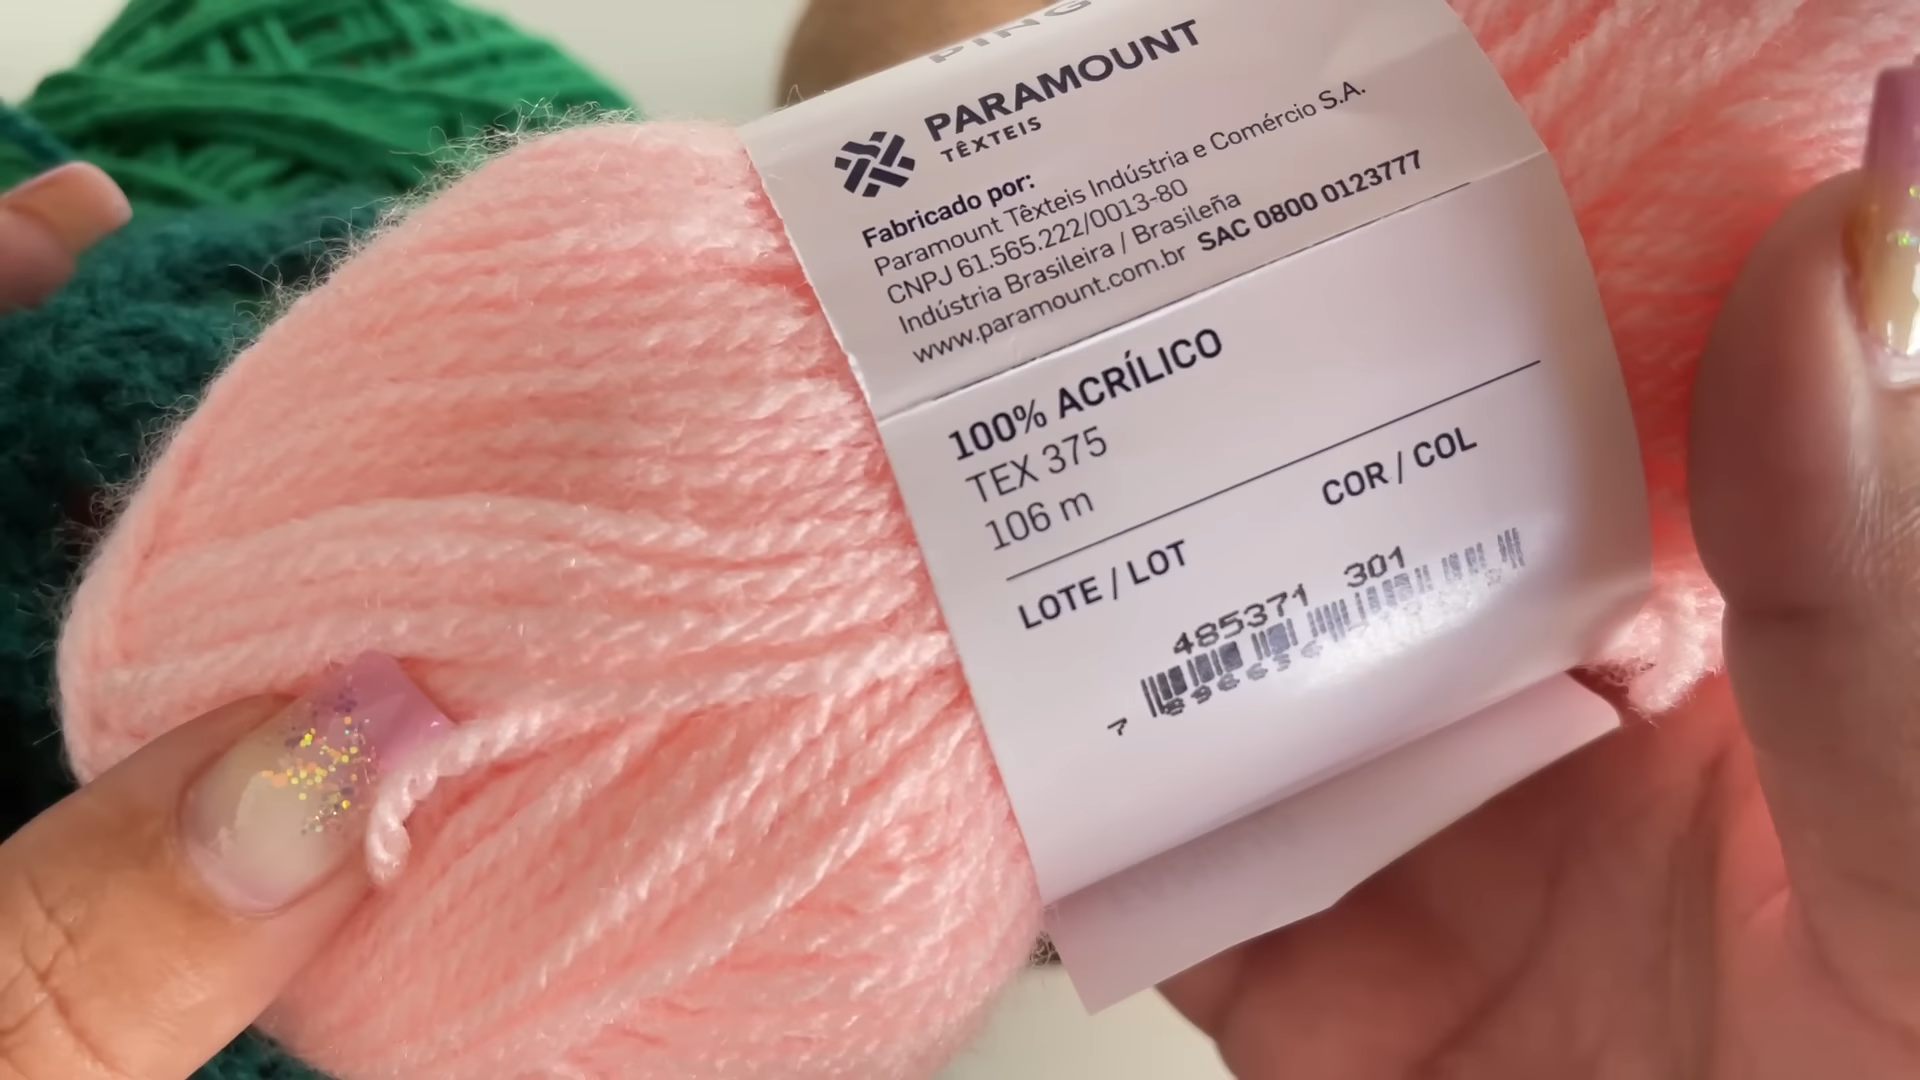 PING
PARAMOUNT
TÊXTEIS
Fabricado por:
Paramount Têxteis Indústria e Comércio S.A.
CNPJ 61.565.222/0013-80
Indústria Brasileira / Brasileña
www.paramount.com.br SAC 0800 0123777
100% ACRÍLICO
TEX 375
106 m
LOTE / LOT COR / COL
485371 301